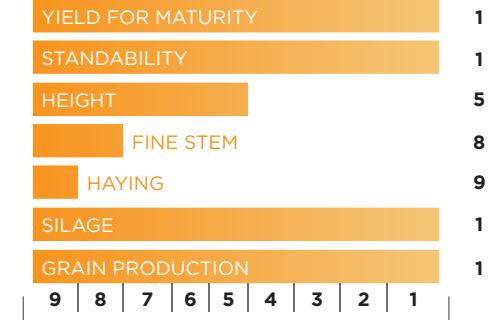 YIELD FOR MATURITY 1
STANDABILITY 1
HEIGHT 5
FINE STEM 8
HAYING 9
SILAGE 1
GRAIN PRODUCTION 1
9 8 7 6 5 4 3 2 1